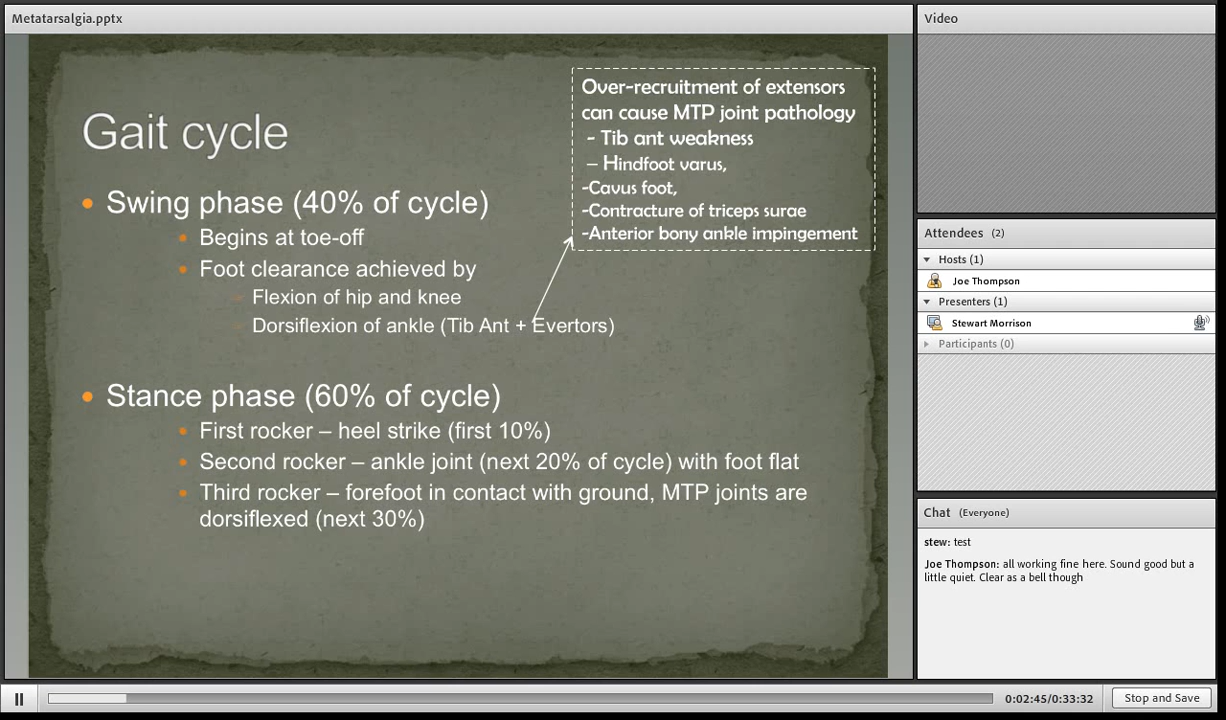 Metatarsalgia.pptx
Gait cycle
Over-recruitment of extensors
can cause MTP joint pathology
- Tib ant weakness
– Hindfoot varus,
-Cavus foot,
-Contracture of triceps surae
-Anterior bony ankle impingement
• Swing phase (40% of cycle)
• Begins at toe-off
• Foot clearance achieved by
Flexion of hip and knee
Dorsiflexion of ankle (Tib Ant + Evertors)
• Stance phase (60% of cycle)
• First rocker – heel strike (first 10%)
• Second rocker – ankle joint (next 20% of cycle) with foot flat
• Third rocker – forefoot in contact with ground, MTP joints are
dorsiflexed (next 30%)
Video
Attendees (2)
Hosts (1)
Joe Thompson
Presenters (1)
Stewart Morrison
Participants (0)
Chat (Everyone)
stew: test
Joe Thompson: all working fine here. Sound good but a
little quiet. Clear as a bell though
0:02:45/0:33:32
Stop and Save